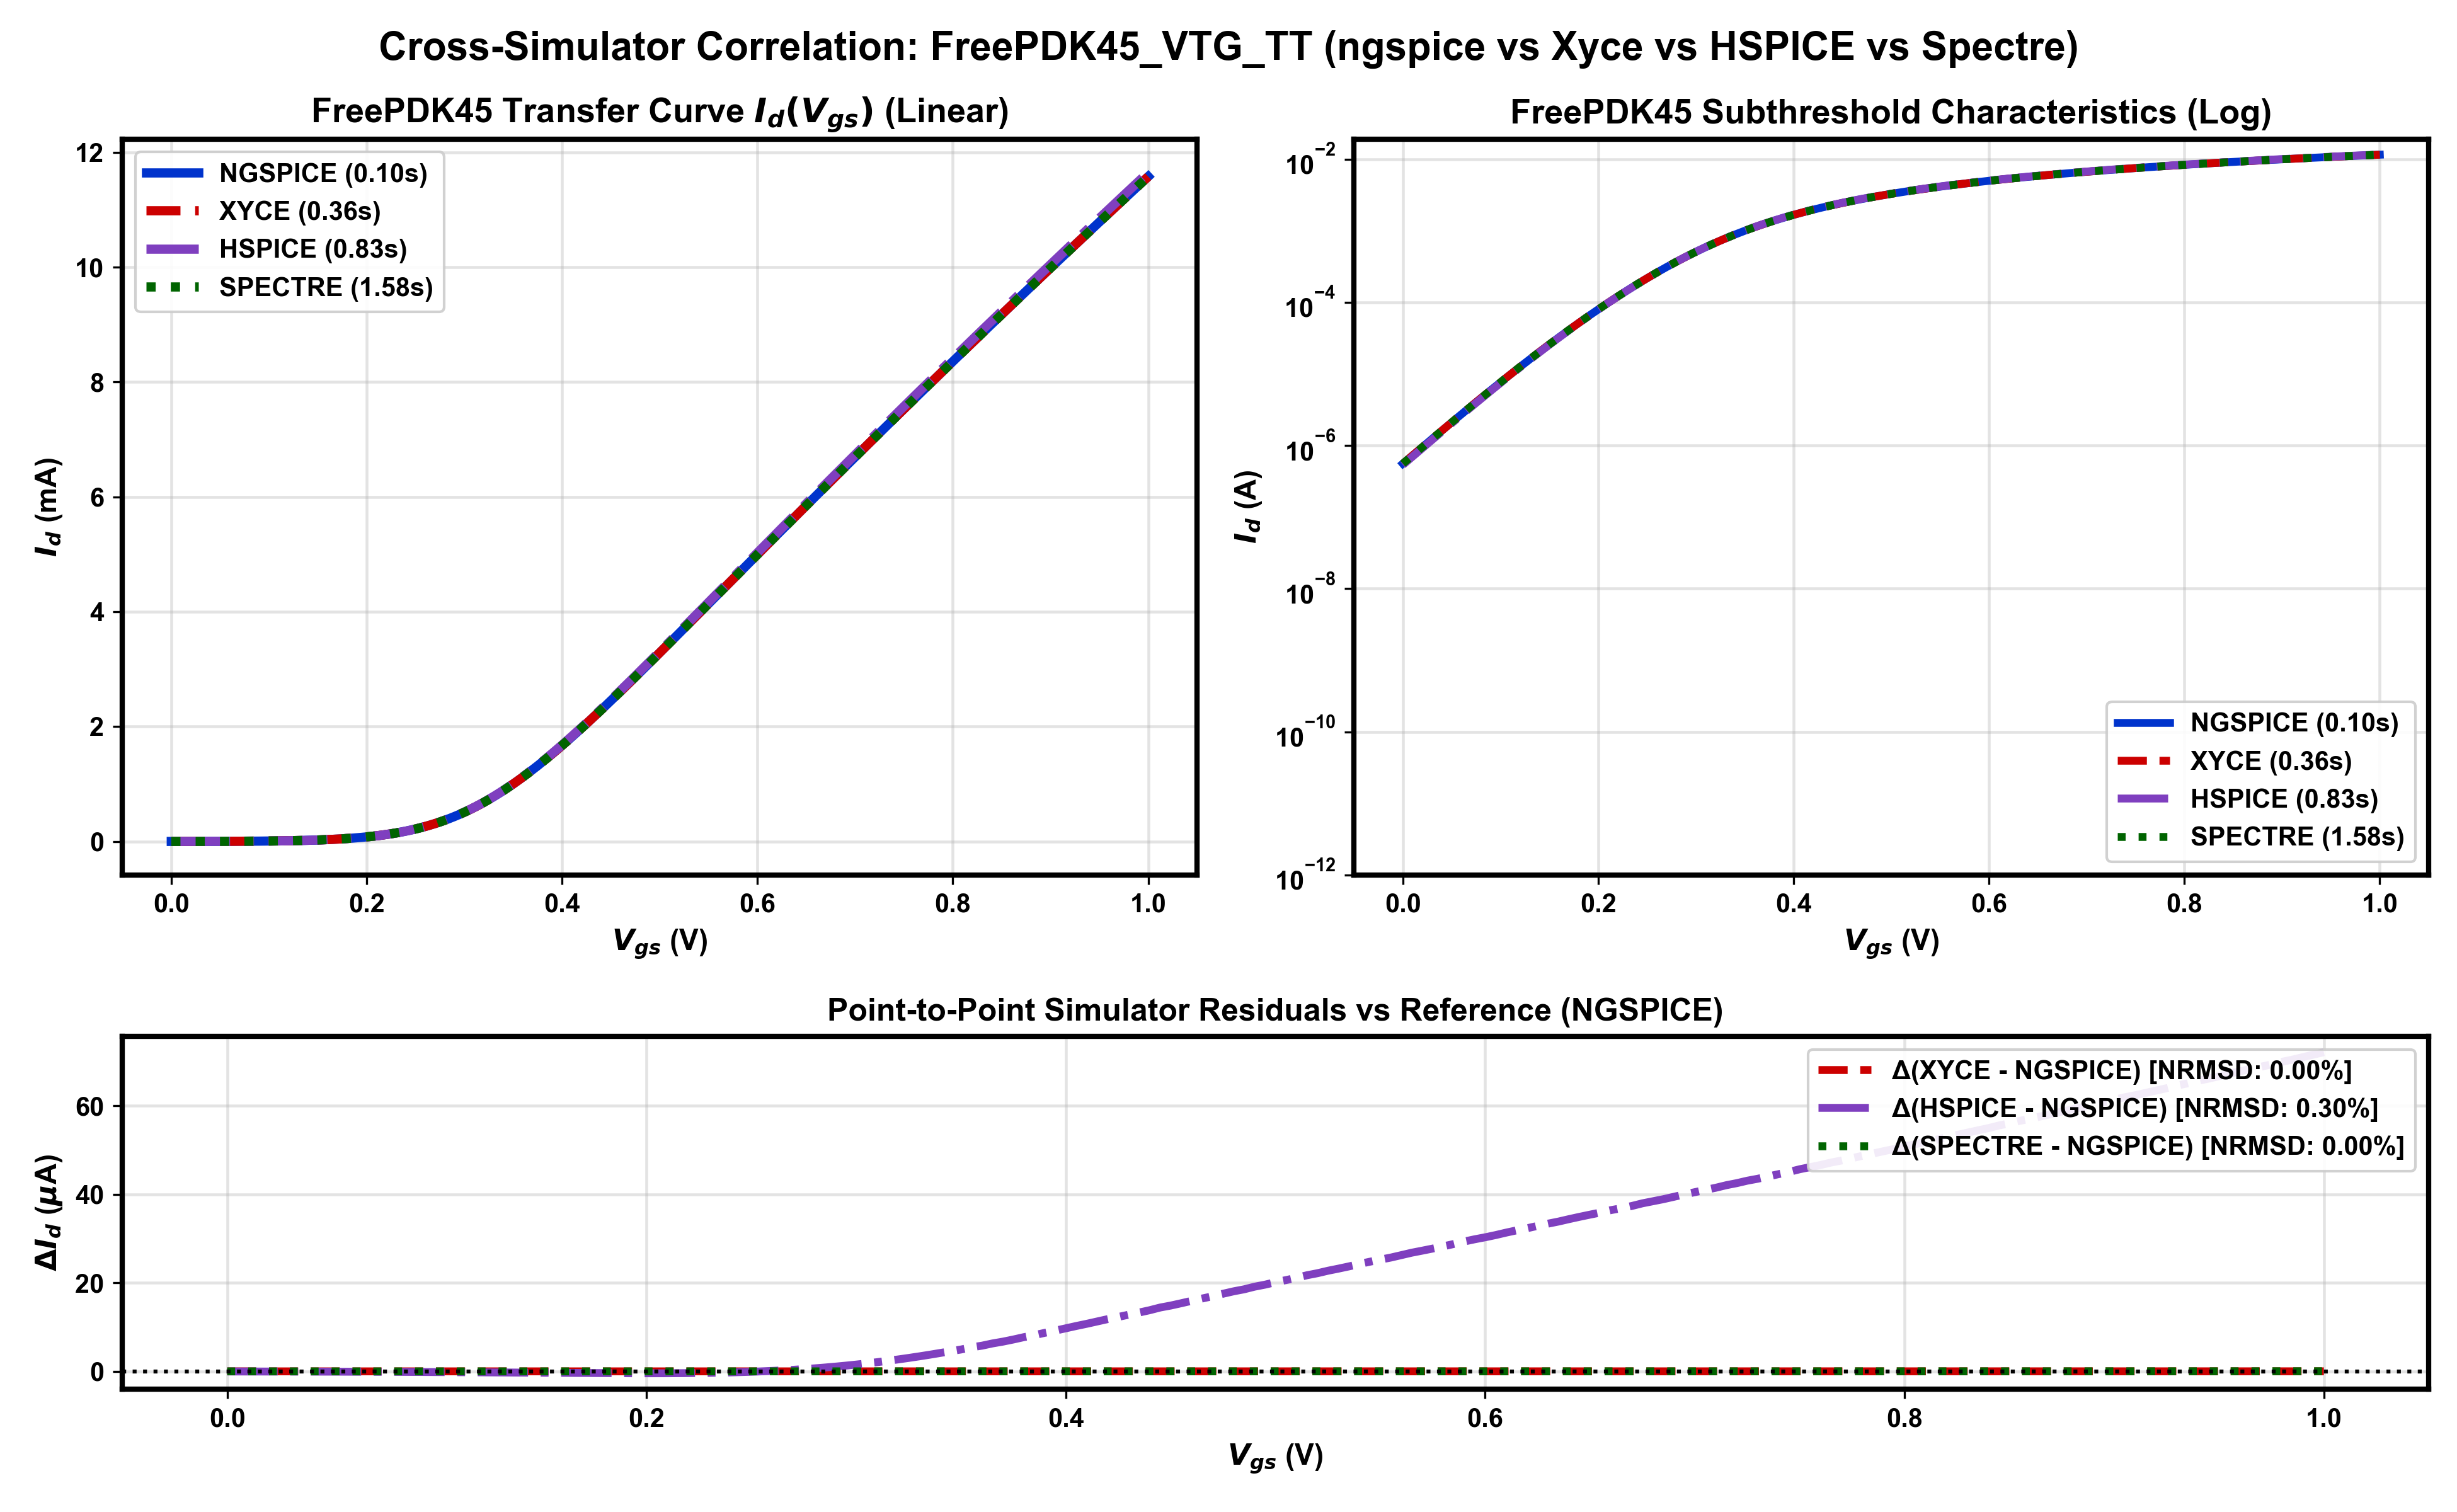 Cross-Simulator Correlation: FreePDK45_VTG_TT (ngspice vs Xyce vs HSPICE vs Spectre)
FreePDK45 Transfer Curve I_d(V_gs) (Linear)
I_d (mA)
12
10
8
6
4
2
0
NGSPICE (0.10s)
XYCE (0.36s)
HSPICE (0.83s)
SPECTRE (1.58s)
0.0 0.2 0.4 0.6 0.8 1.0
V_gs (V)
FreePDK45 Subthreshold Characteristics (Log)
I_d (A)
10^−2
10^−4
10^−6
10^−8
10^−10
10^−12
NGSPICE (0.10s)
XYCE (0.36s)
HSPICE (0.83s)
SPECTRE (1.58s)
0.0 0.2 0.4 0.6 0.8 1.0
V_gs (V)
Point-to-Point Simulator Residuals vs Reference (NGSPICE)
ΔI_d (μA)
60
40
20
0
Δ(XYCE - NGSPICE) [NRMSD: 0.00%]
Δ(HSPICE - NGSPICE) [NRMSD: 0.30%]
Δ(SPECTRE - NGSPICE) [NRMSD: 0.00%]
0.0 0.2 0.4 0.6 0.8 1.0
V_gs (V)